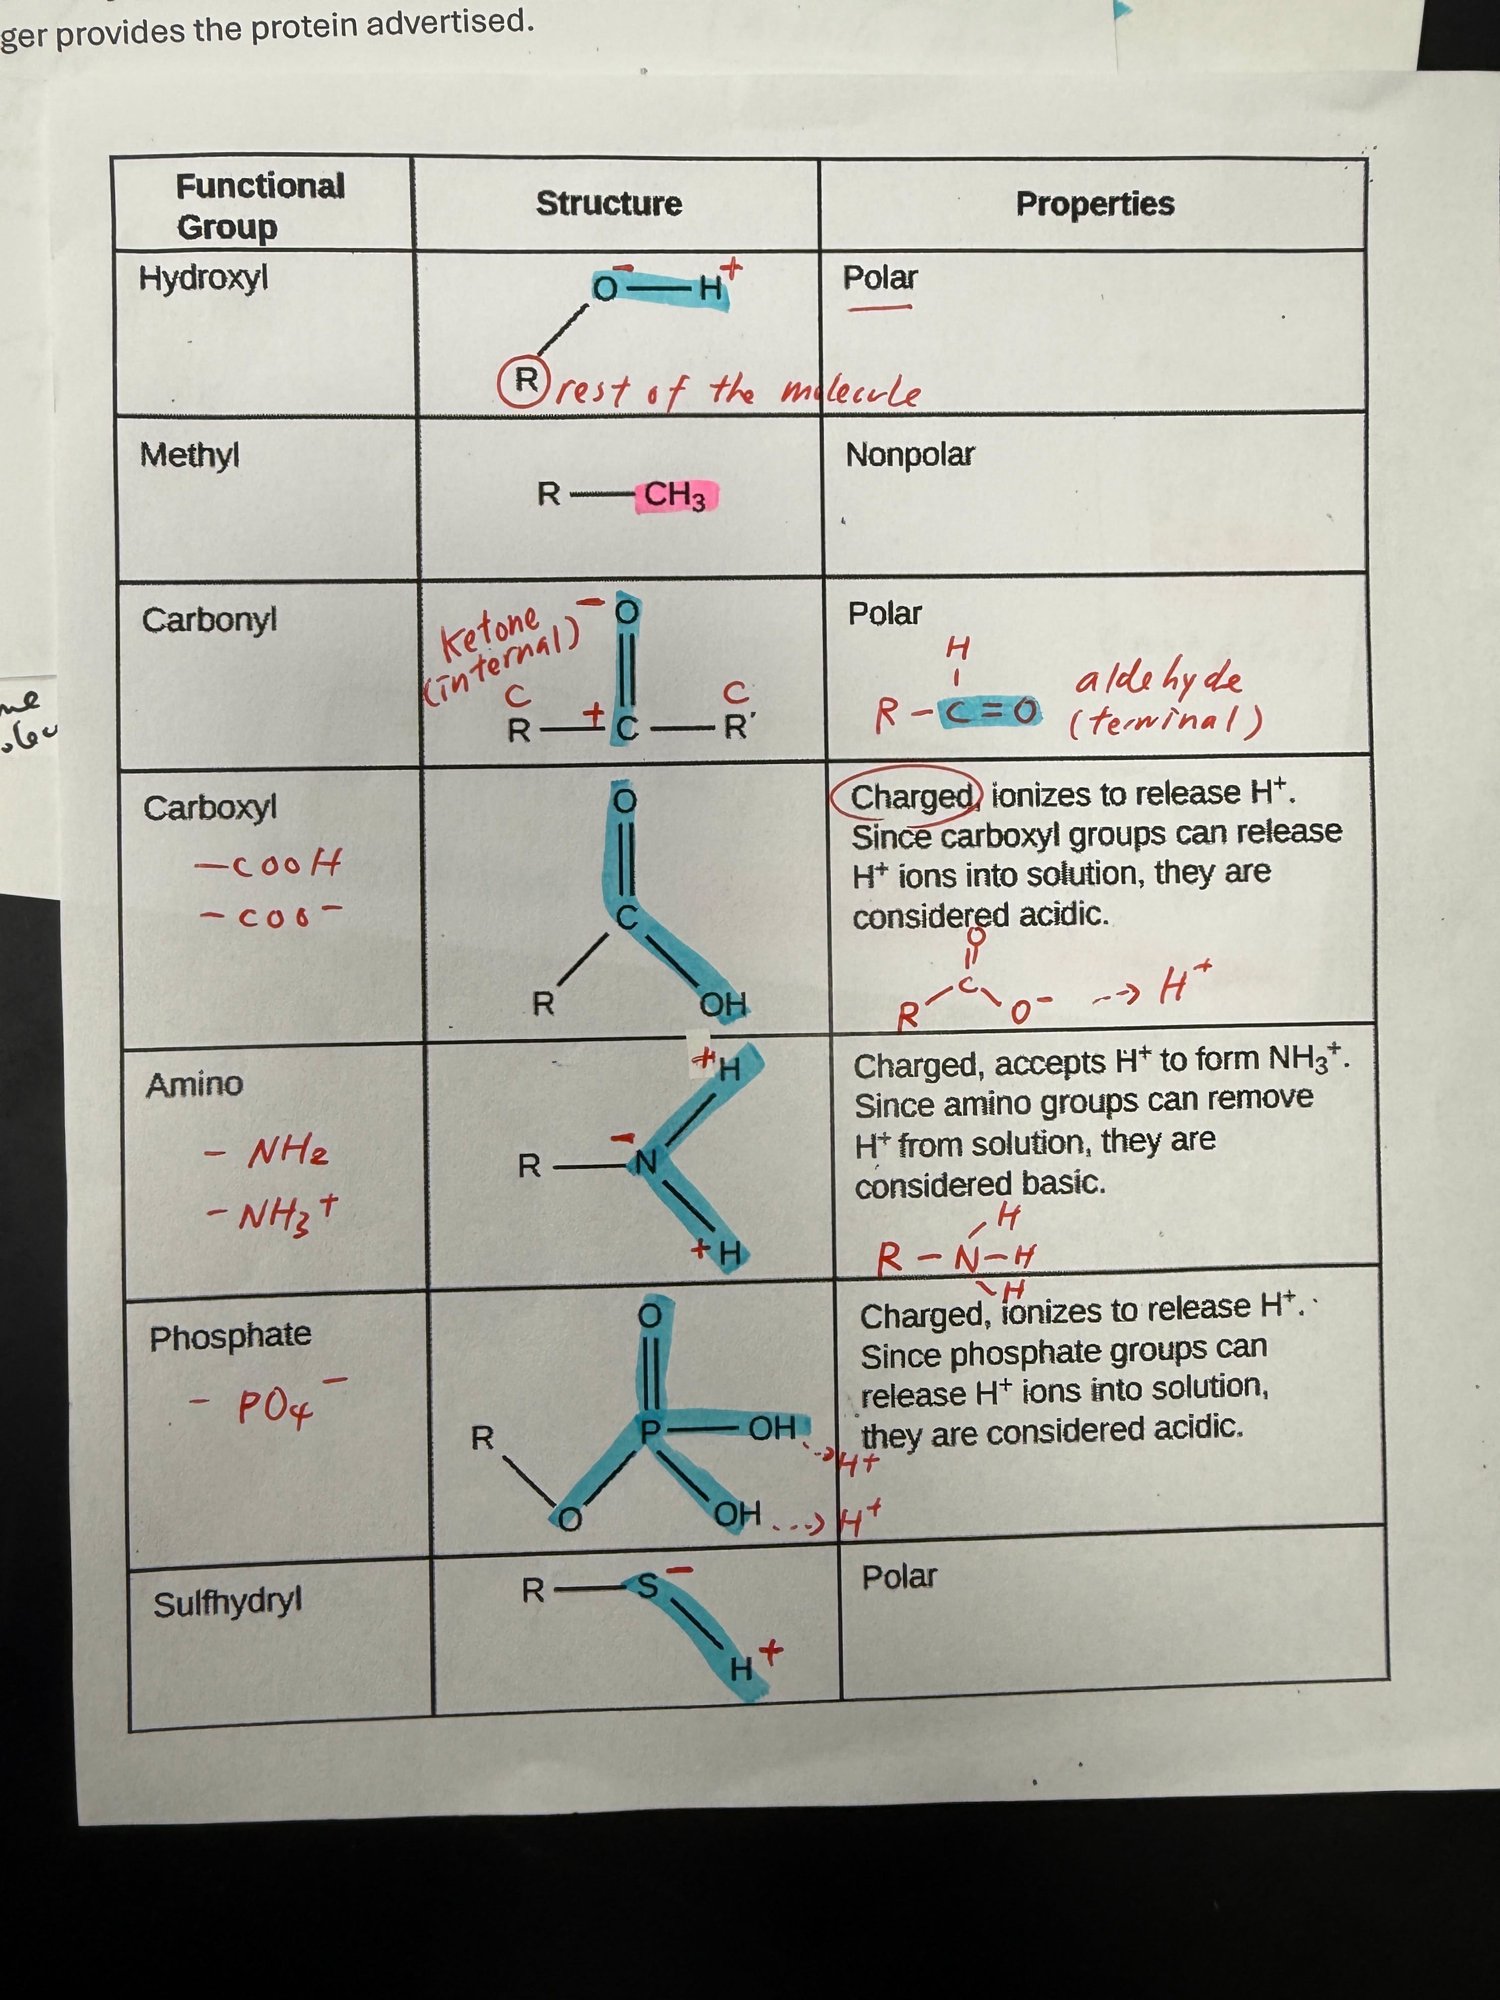 ger provides the protein advertised.
Functional
Group
Structure
Properties
Hydroxyl
O — H
- +
R
rest of the molecule
Polar
Methyl
R — CH₃
Nonpolar
Carbonyl
Ketone
(internal)
- O
C C
R — + C — R'
Polar
H
R - C = O
aldehyde
(terminal)
Carboxyl
-COOH
-COO⁻
O
C
R OH
Charged, ionizes to release H⁺.
Since carboxyl groups can release
H⁺ ions into solution, they are
considered acidic.
O
C
R O⁻ --> H⁺
Amino
- NH₂
- NH₃⁺
+ H
-
R — N
+ H
Charged, accepts H⁺ to form NH₃⁺.
Since amino groups can remove
H⁺ from solution, they are
considered basic.
H
R - N - H
H
Phosphate
- PO₄⁻
O
R P — OH --> H+
O OH ---> H⁺
Charged, ionizes to release H⁺.
Since phosphate groups can
release H⁺ ions into solution,
they are considered acidic.
Sulfhydryl
R — S -
H +
Polar